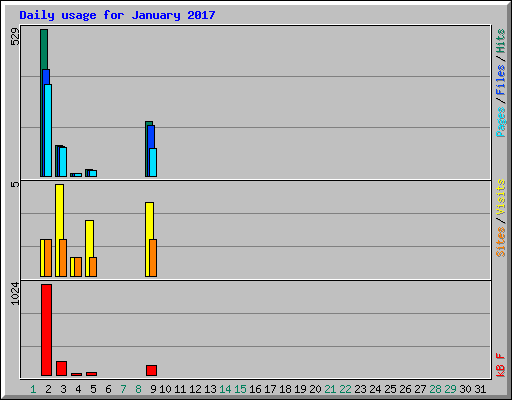 Daily usage for January 2017
529
Pages/Files/Hits
5
Sites/Visits
1024
kB F
1 2 3 4 5 6 7 8 9 10 11 12 13 14 15 16 17 18 19 20 21 22 23 24 25 26 27 28 29 30 31